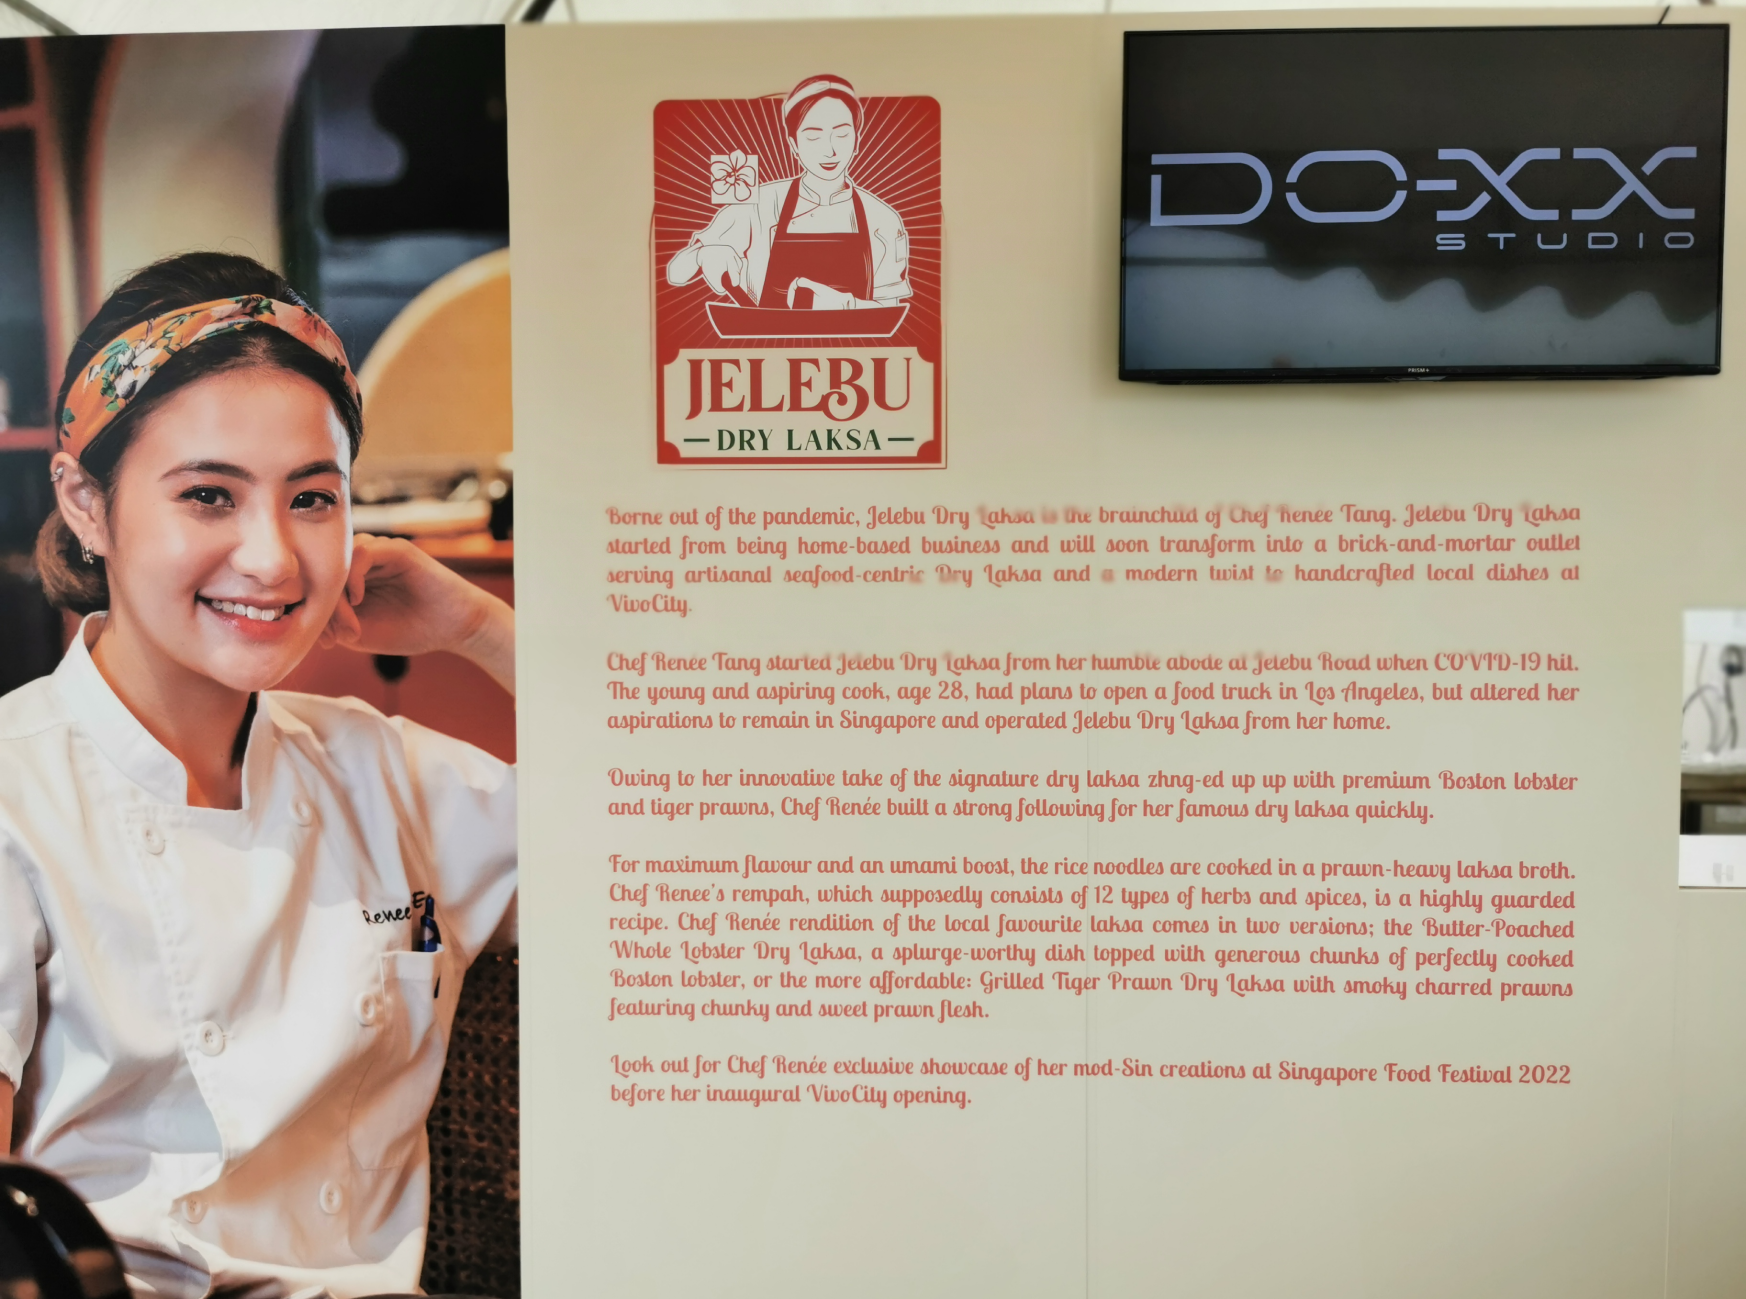 JELEBU
DRY LAKSA
DO-XX
STUDIO
PRISM+
Borne out of the pandemic, Jelebu Dry Laksa is the brainchild of Chef Renée Tang. Jelebu Dry Laksa
started from being home-based business and will soon transform into a brick-and-mortar outlet
serving artisanal seafood-centric Dry Laksa and a modern twist to handcrafted local dishes at
VivoCity.
Chef Renée Tang started Jelebu Dry Laksa from her humble abode at Jelebu Road when COVID-19 hit.
The young and aspiring cook, age 28, had plans to open a food truck in Los Angeles, but altered her
aspirations to remain in Singapore and operated Jelebu Dry Laksa from her home.
Owing to her innovative take of the signature dry laksa zhng-ed up up with premium Boston lobster
and tiger prawns, Chef Renée built a strong following for her famous dry laksa quickly.
For maximum flavour and an umami boost, the rice noodles are cooked in a prawn-heavy laksa broth.
Chef Renee's rempah, which supposedly consists of 12 types of herbs and spices, is a highly guarded
recipe. Chef Renée rendition of the local favourite laksa comes in two versions; the Butter-Poached
Whole Lobster Dry Laksa, a splurge-worthy dish topped with generous chunks of perfectly cooked
Boston lobster, or the more affordable: Grilled Tiger Prawn Dry Laksa with smoky charred prawns
featuring chunky and sweet prawn flesh.
Look out for Chef Renée exclusive showcase of her mod-Sin creations at Singapore Food Festival 2022
before her inaugural VivoCity opening.
Renee E